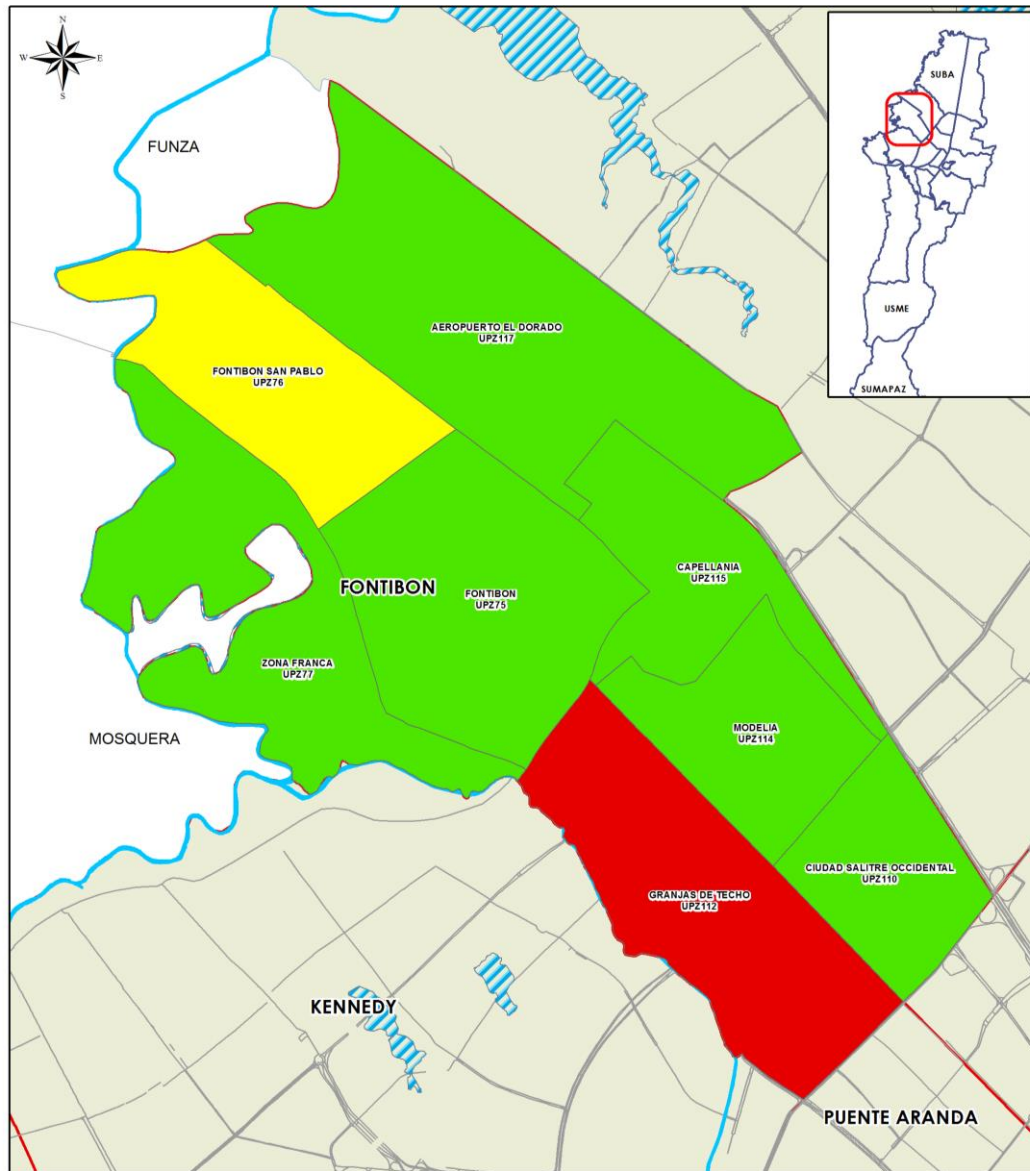 N
W
E
S
SUBA
USME
SUMAPAZ
FUNZA
AEROPUERTO EL DORADO
UPZ117
FONTIBON SAN PABLO
UPZ76
CAPELLANIA
UPZ115
FONTIBON
FONTIBON
UPZ75
ZONA FRANCA
UPZ77
MODELIA
UPZ114
MOSQUERA
CIUDAD SALITRE OCCIDENTAL
UPZ110
GRANJAS DE TECHO
UPZ112
KENNEDY
PUENTE ARANDA